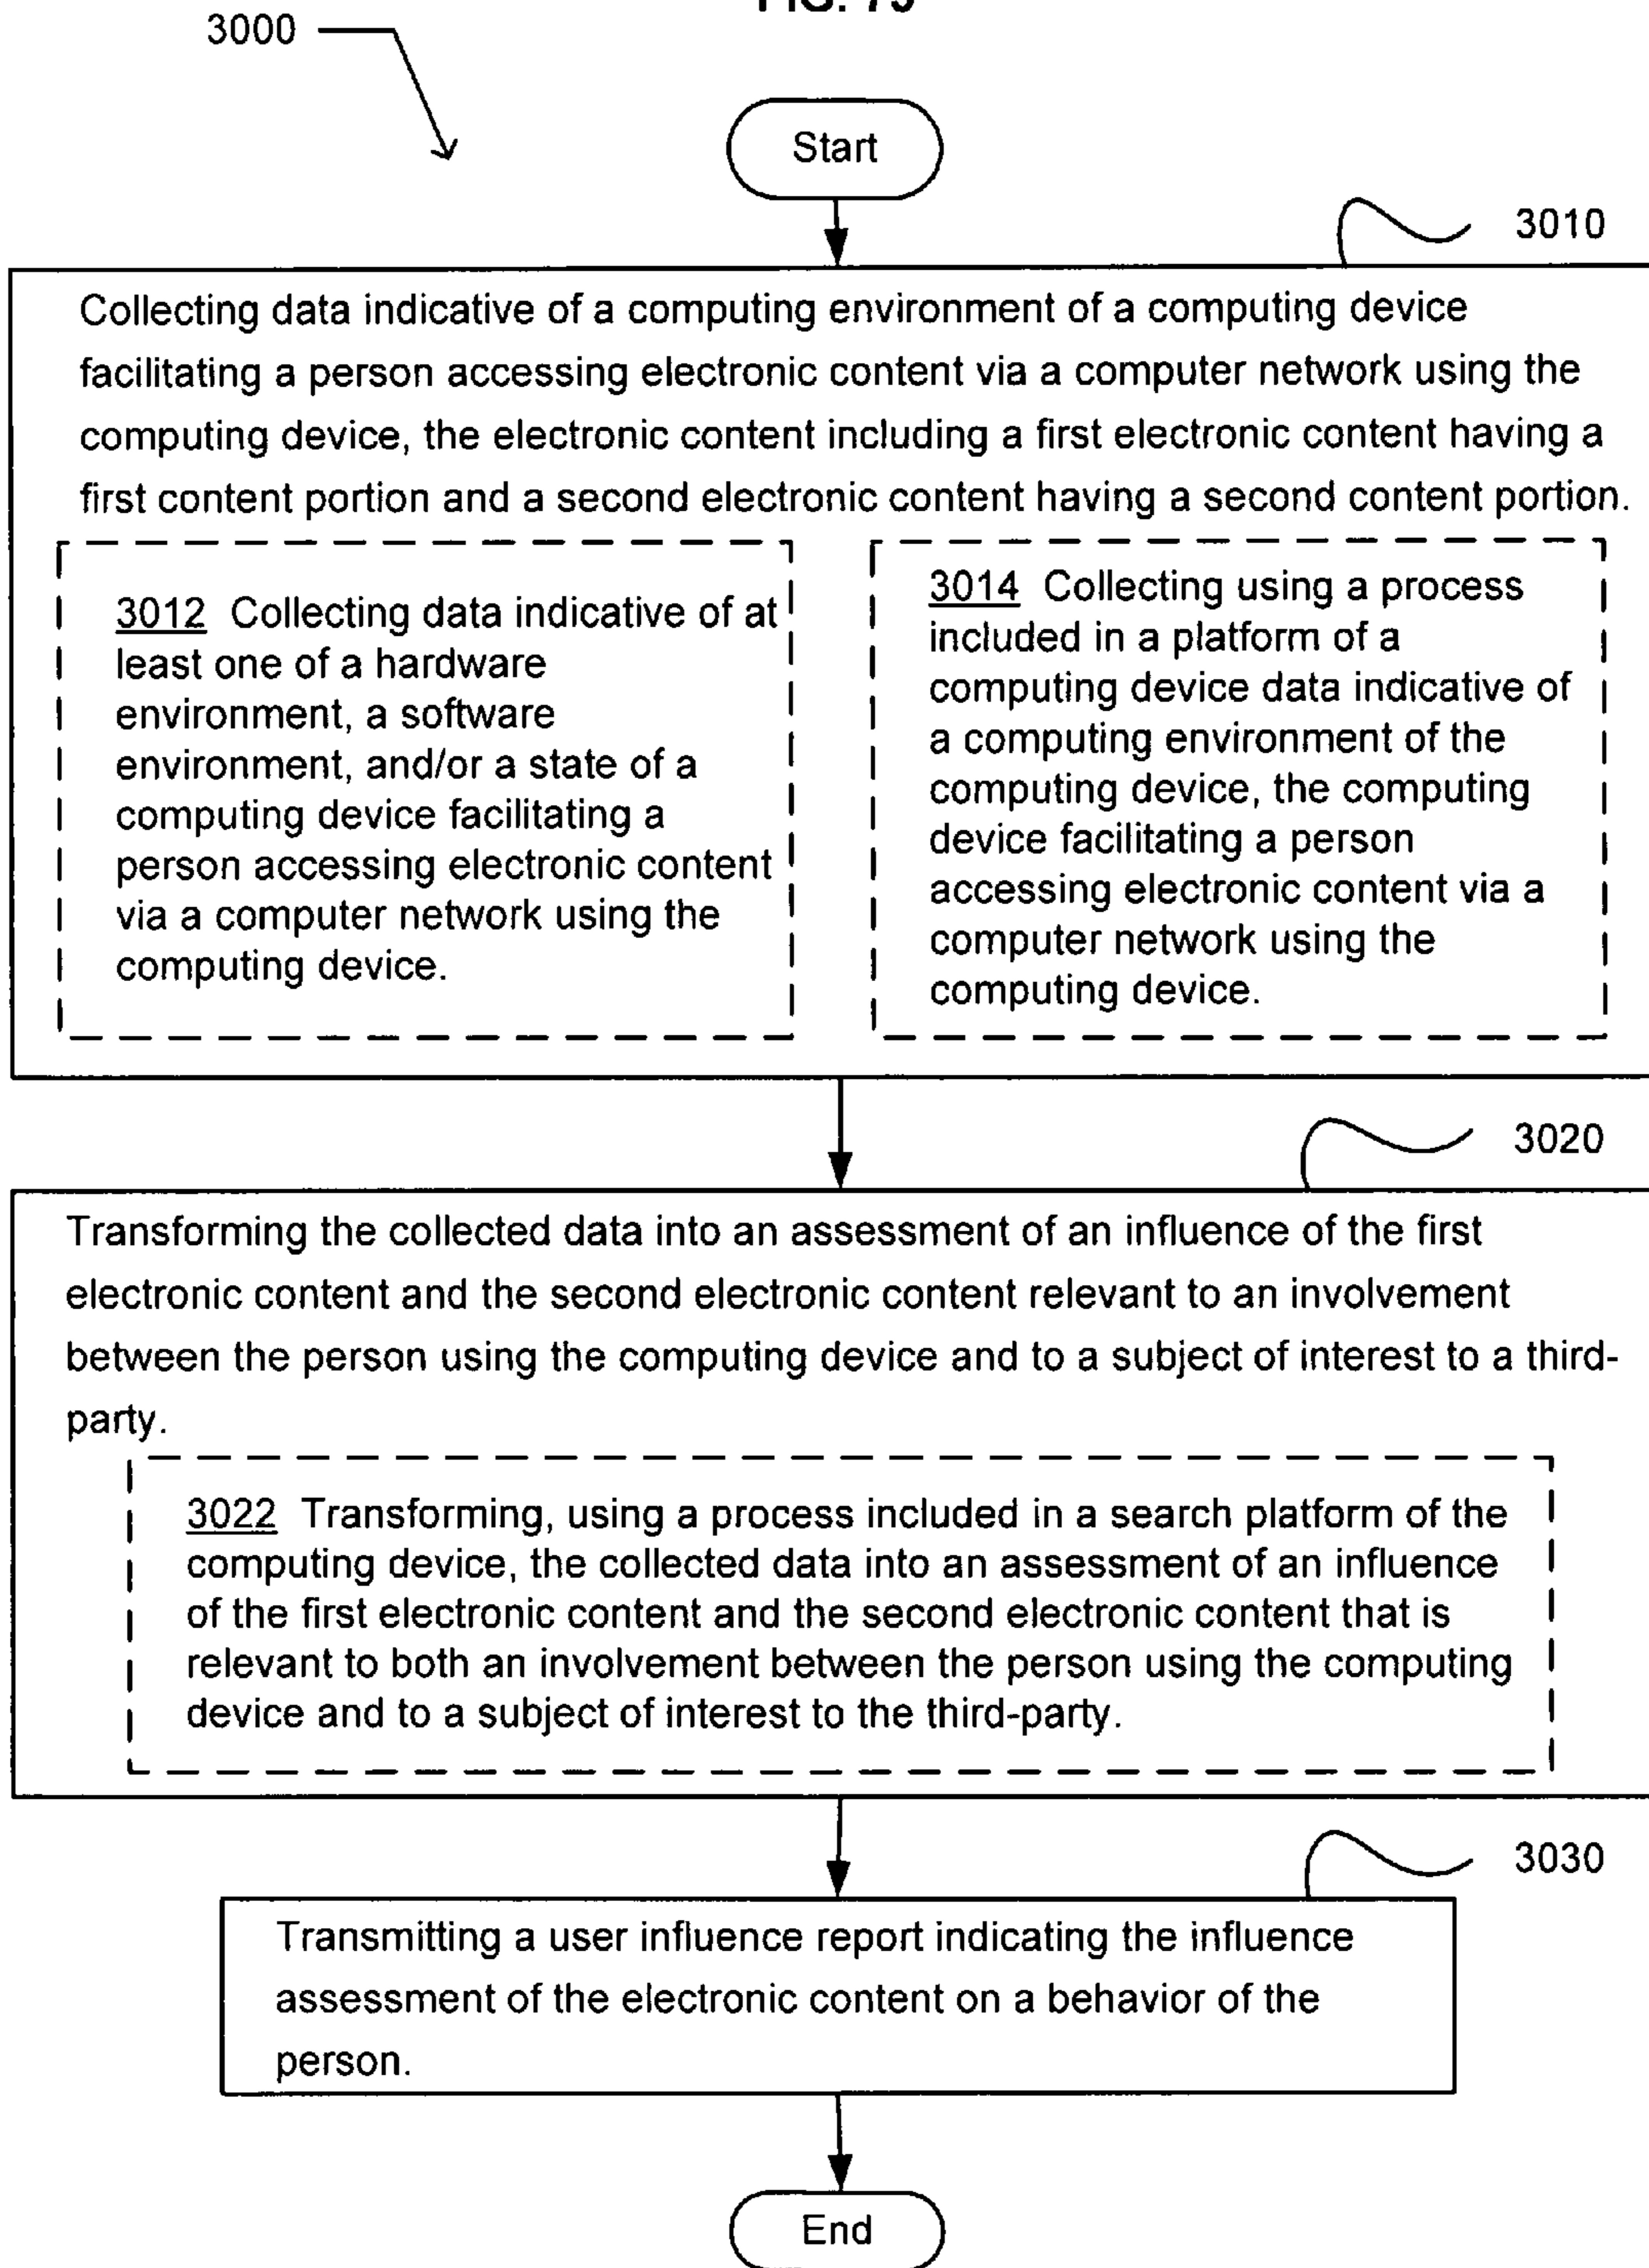 3000
Start
3010
Collecting data indicative of a computing environment of a computing device
facilitating a person accessing electronic content via a computer network using the
computing device, the electronic content including a first electronic content having a
first content portion and a second electronic content having a second content portion.
3012 Collecting data indicative of at
least one of a hardware
environment, a software
environment, and/or a state of a
computing device facilitating a
person accessing electronic content
via a computer network using the
computing device.
3014 Collecting using a process
included in a platform of a
computing device data indicative of
a computing environment of the
computing device, the computing
device facilitating a person
accessing electronic content via a
computer network using the
computing device.
3020
Transforming the collected data into an assessment of an influence of the first
electronic content and the second electronic content relevant to an involvement
between the person using the computing device and to a subject of interest to a third-
party.
3022 Transforming, using a process included in a search platform of the
computing device, the collected data into an assessment of an influence
of the first electronic content and the second electronic content that is
relevant to both an involvement between the person using the computing
device and to a subject of interest to the third-party.
3030
Transmitting a user influence report indicating the influence
assessment of the electronic content on a behavior of the
person.
End